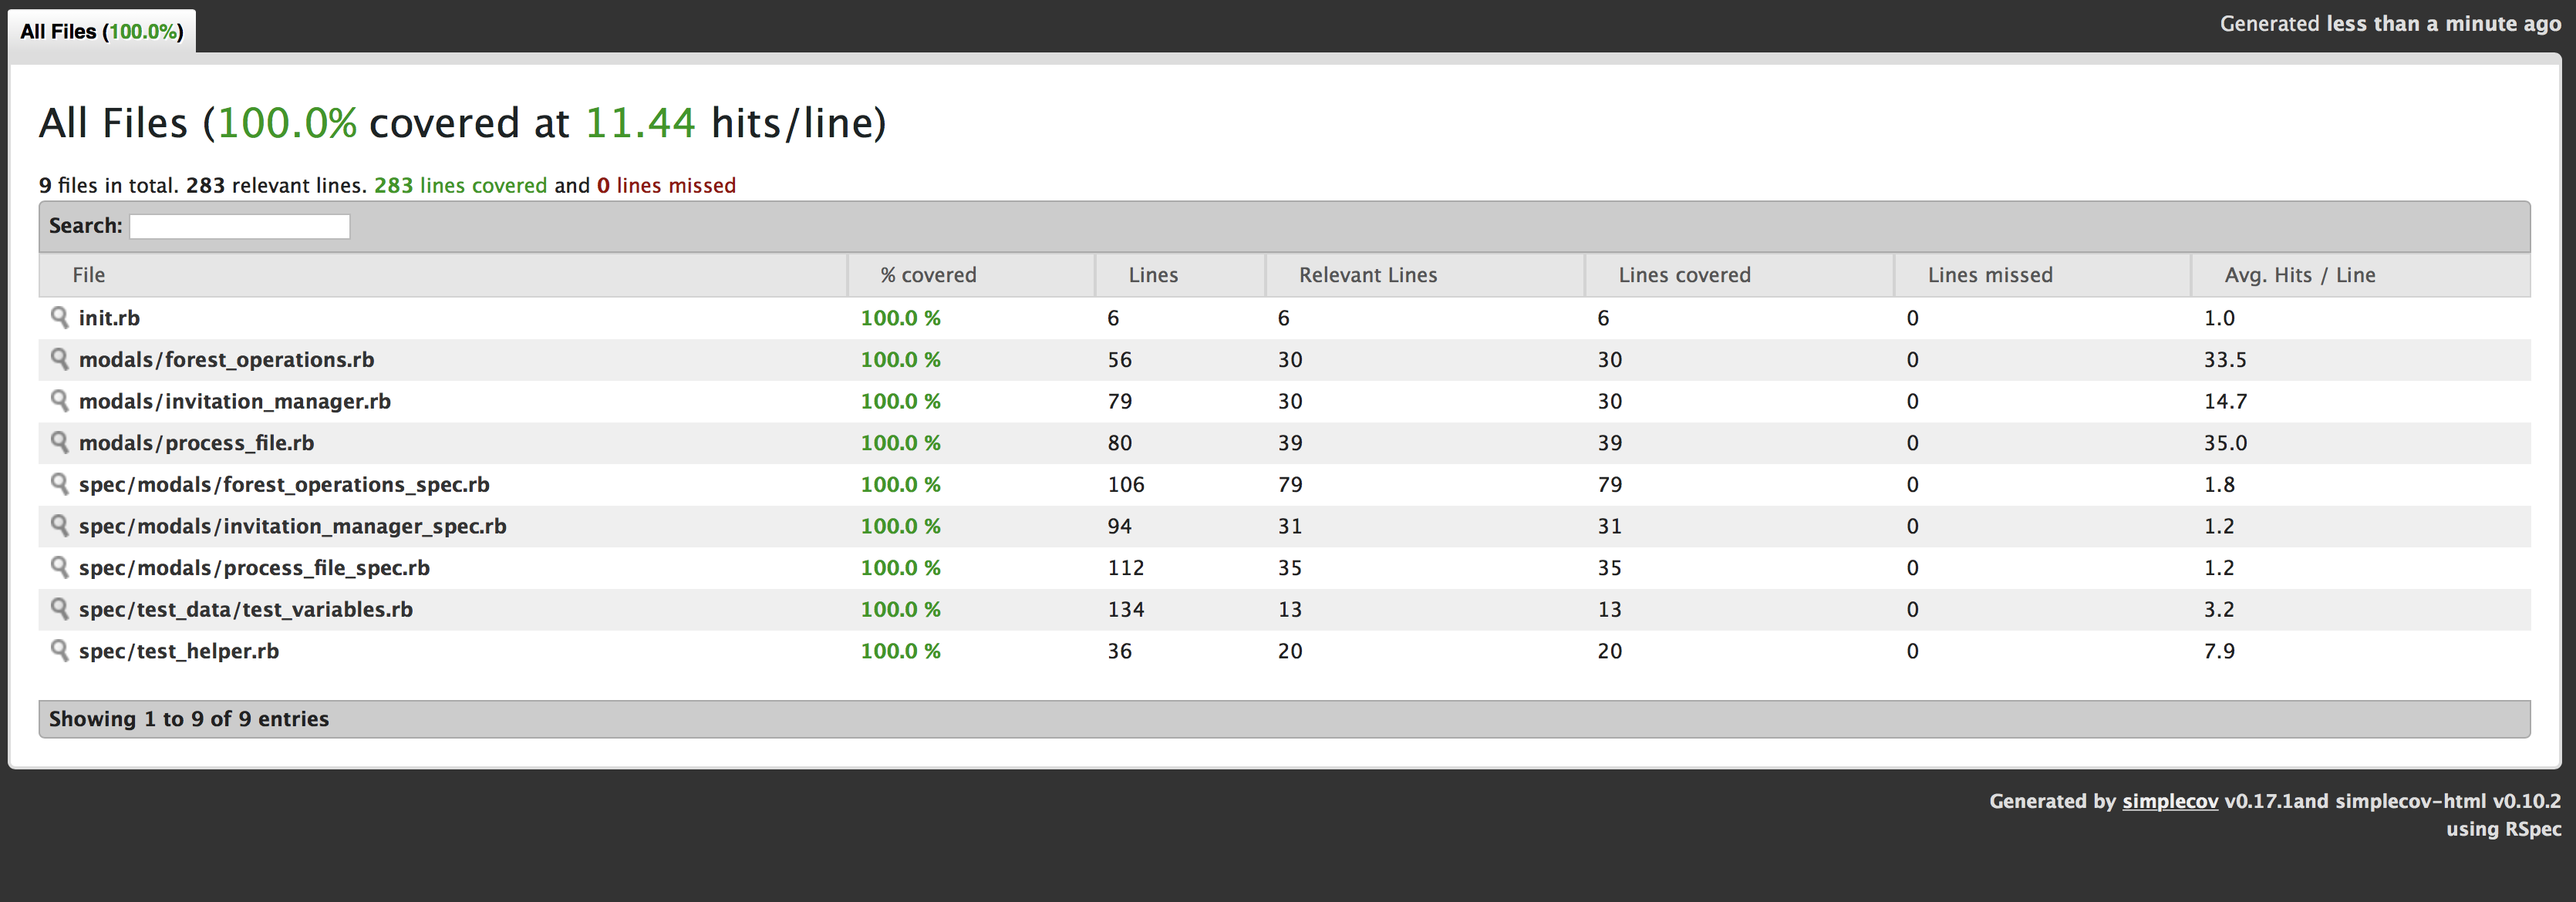 All Files (100.0%)
Generated less than a minute ago
All Files (100.0% covered at 11.44 hits/line)
9 files in total. 283 relevant lines. 283 lines covered and 0 lines missed
Search:
File % covered Lines Relevant Lines Lines covered Lines missed Avg. Hits / Line
init.rb 100.0 % 6 6 6 0 1.0
modals/forest_operations.rb 100.0 % 56 30 30 0 33.5
modals/invitation_manager.rb 100.0 % 79 30 30 0 14.7
modals/process_file.rb 100.0 % 80 39 39 0 35.0
spec/modals/forest_operations_spec.rb 100.0 % 106 79 79 0 1.8
spec/modals/invitation_manager_spec.rb 100.0 % 94 31 31 0 1.2
spec/modals/process_file_spec.rb 100.0 % 112 35 35 0 1.2
spec/test_data/test_variables.rb 100.0 % 134 13 13 0 3.2
spec/test_helper.rb 100.0 % 36 20 20 0 7.9
Showing 1 to 9 of 9 entries
Generated by simplecov v0.17.1and simplecov-html v0.10.2
using RSpec